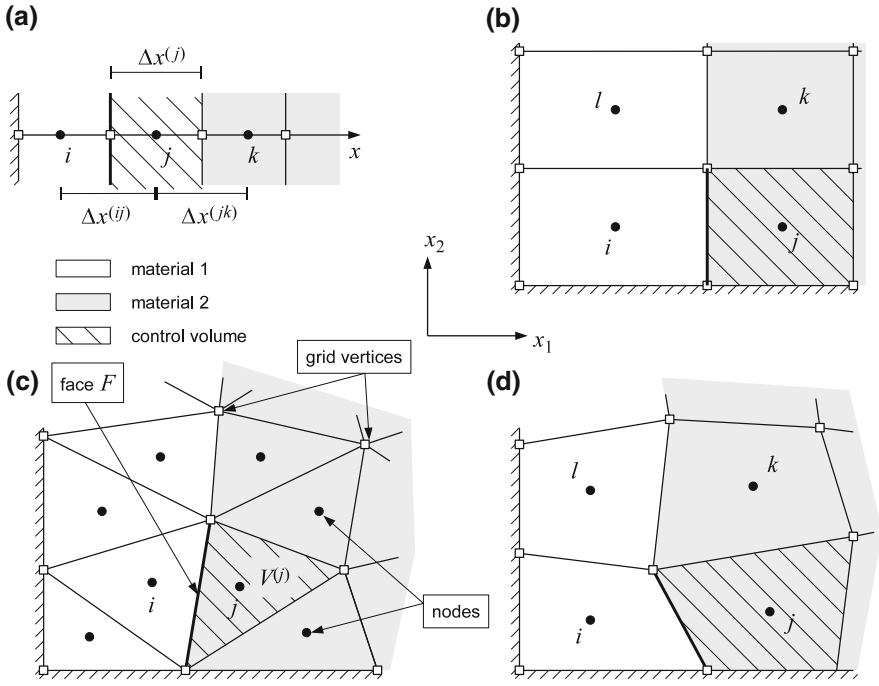 (a)
Δx(j)
i
j
k
x
Δx(ij)
Δx(jk)
material 1
material 2
control volume
(b)
l
k
i
j
x2
x1
(c)
face F
grid vertices
i
j
V(j)
nodes
(d)
l
k
i
j